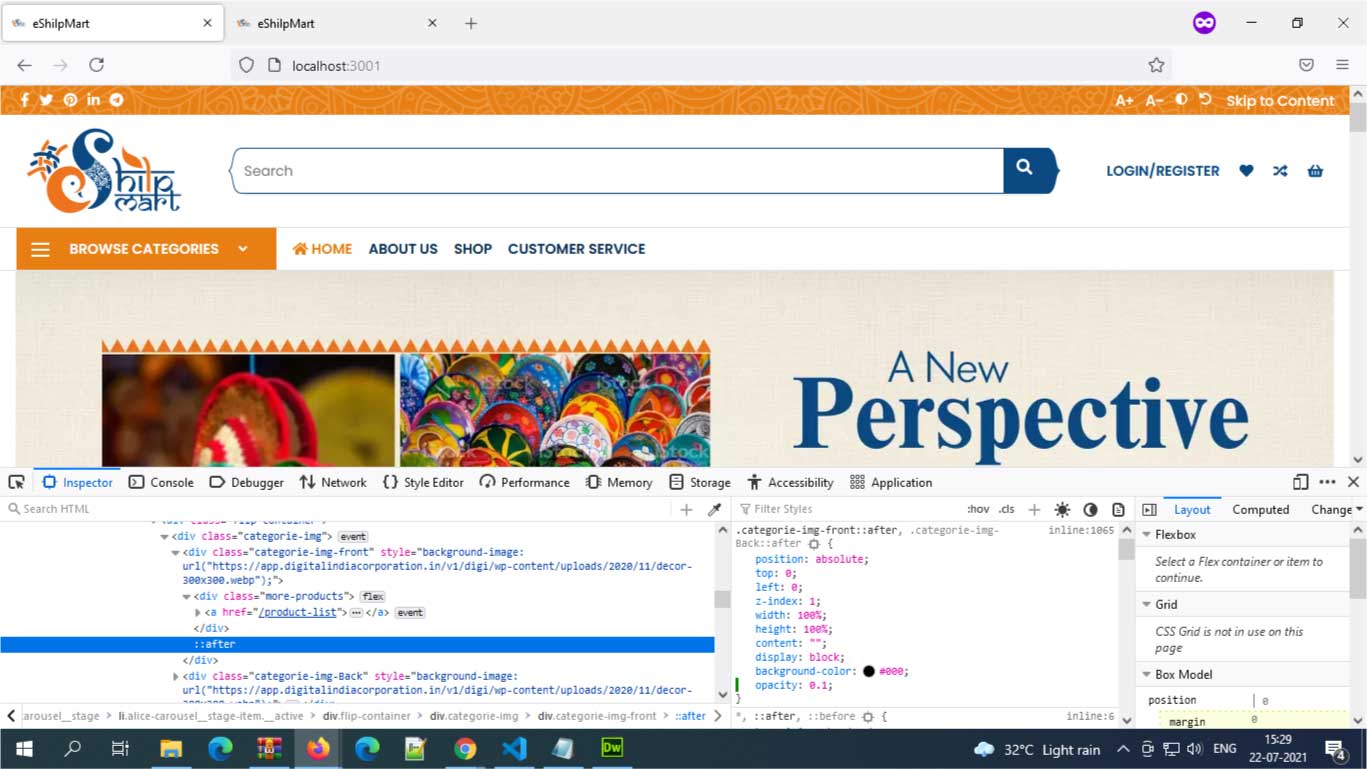 eShilpMart
eShilpMart
localhost:3001
A+ A- Skip to Content
eShilp mart
Search
LOGIN/REGISTER
BROWSE CATEGORIES
HOME ABOUT US SHOP CUSTOMER SERVICE
iStock iStock
iStock iStock
A New
Perspective
Inspector Console Debugger Network {} Style Editor Performance Memory Storage Accessibility Application
Search HTML
<div class="categorie-img"> event
<div class="categorie-img-front" style="background-image:
url("https://app.digitalindiacorporation.in/v1/digi/wp-content/uploads/2020/11/decor-
300x300.webp");">
<div class="more-products"> flex
<a href="/product-list"> ··· </a> event
</div>
::after
</div>
<div class="categorie-img-Back" style="background-image:
url("https://app.digitalindiacorporation.in/v1/digi/wp-content/uploads/2020/11/decor-
arousel__stage li.alice-carousel__stage-item.__active div.flip-container div.categorie-img div.categorie-img-front ::after
Filter Styles
:hov .cls
.categorie-img-front::after, .categorie-img- inline:1065
Back::after {
position: absolute;
top: 0;
left: 0;
z-index: 1;
width: 100%;
height: 100%;
content: "";
display: block;
background-color: #000;
opacity: 0.1;
}
*, ::after, ::before { inline:6
Layout Computed Change
Flexbox
Select a Flex container or item to
continue.
Grid
CSS Grid is not in use on this
page
Box Model
position 0
margin 0
Dw
32°C Light rain
ENG
15:29
22-07-2021
4